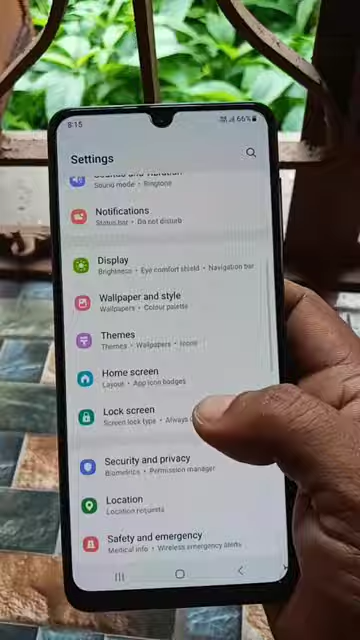 8:15
66%
Settings
Sounds and vibration
Sound mode • Ringtone
Notifications
Status bar • Do not disturb
Display
Brightness • Eye comfort shield • Navigation bar
Wallpaper and style
Wallpapers • Colour palette
Themes
Themes • Wallpapers • Icons
Home screen
Layout • App icon badges
Lock screen
Screen lock type • Always
Security and privacy
Biometrics • Permission manager
Location
Location requests
Safety and emergency
Medical info • Wireless emergency alerts